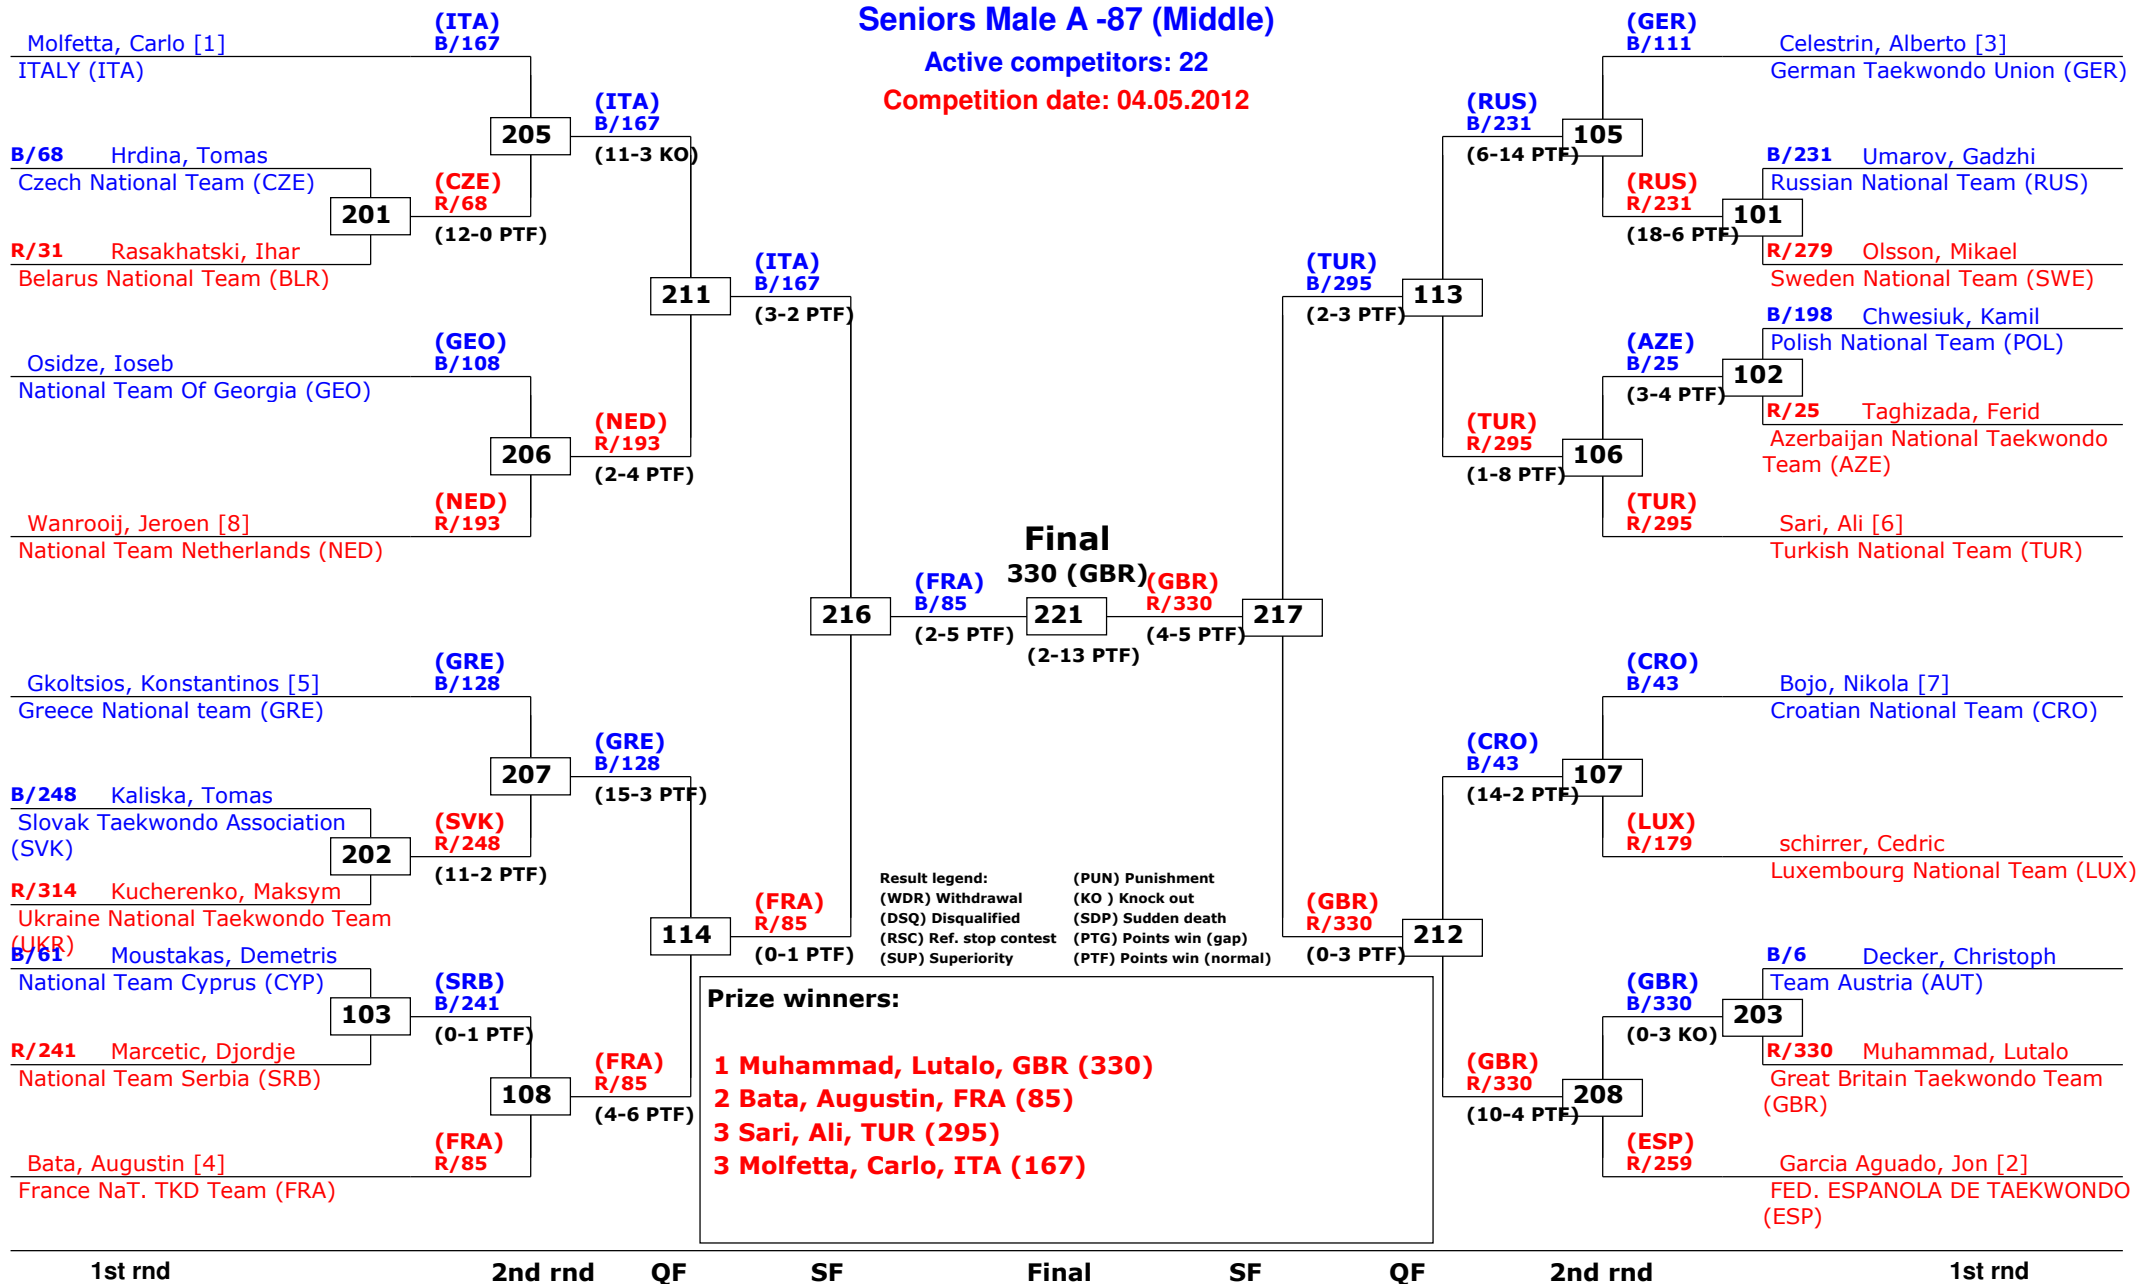 Seniors Male A -87 (Middle)
Active competitors: 22
Competition date: 04.05.2012
Molfetta, Carlo [1]
ITALY (ITA)
(ITA)
B/167
B/68 Hrdina, Tomas
Czech National Team (CZE)
201
R/31 Rasakhatski, Ihar
Belarus National Team (BLR)
(CZE)
R/68
(12-0 PTF)
205
(ITA)
B/167
(11-3 KO)
Osidze, Ioseb
National Team Of Georgia (GEO)
(GEO)
B/108
206
Wanrooij, Jeroen [8]
National Team Netherlands (NED)
(NED)
R/193
(NED)
R/193
(2-4 PTF)
211
(ITA)
B/167
(3-2 PTF)
Gkoltsios, Konstantinos [5]
Greece National team (GRE)
(GRE)
B/128
B/248 Kaliska, Tomas
Slovak Taekwondo Association
(SVK)
202
R/314 Kucherenko, Maksym
Ukraine National Taekwondo Team
(UKR)
(SVK)
R/248
(11-2 PTF)
207
(GRE)
B/128
(15-3 PTF)
B/61 Moustakas, Demetris
National Team Cyprus (CYP)
103
R/241 Marcetic, Djordje
National Team Serbia (SRB)
(SRB)
B/241
(0-1 PTF)
108
Bata, Augustin [4]
France NaT. TKD Team (FRA)
(FRA)
R/85
(FRA)
R/85
(4-6 PTF)
114
(FRA)
R/85
(0-1 PTF)
216
(FRA)
B/85
(2-5 PTF)
Final
330 (GBR)
221
(2-13 PTF)
(GBR)
R/330
(4-5 PTF)
217
(TUR)
B/295
(2-3 PTF)
113
(RUS)
B/231
(6-14 PTF)
105
(GER)
B/111
Celestrin, Alberto [3]
German Taekwondo Union (GER)
(RUS)
R/231
(18-6 PTF)
101
B/231 Umarov, Gadzhi
Russian National Team (RUS)
R/279 Olsson, Mikael
Sweden National Team (SWE)
B/198 Chwesiuk, Kamil
Polish National Team (POL)
(AZE)
B/25
(3-4 PTF)
102
R/25 Taghizada, Ferid
Azerbaijan National Taekwondo
Team (AZE)
(TUR)
R/295
(1-8 PTF)
106
(TUR)
R/295
Sari, Ali [6]
Turkish National Team (TUR)
(CRO)
B/43
Bojo, Nikola [7]
Croatian National Team (CRO)
(CRO)
B/43
(14-2 PTF)
107
(LUX)
R/179
schirrer, Cedric
Luxembourg National Team (LUX)
(GBR)
R/330
(0-3 PTF)
212
B/6 Decker, Christoph
Team Austria (AUT)
(GBR)
B/330
(0-3 KO)
203
R/330 Muhammad, Lutalo
Great Britain Taekwondo Team
(GBR)
(GBR)
R/330
(10-4 PTF)
208
(ESP)
R/259
Garcia Aguado, Jon [2]
FED. ESPANOLA DE TAEKWONDO
(ESP)
Result legend:
(WDR) Withdrawal
(DSQ) Disqualified
(RSC) Ref. stop contest
(SUP) Superiority
(PUN) Punishment
(KO ) Knock out
(SDP) Sudden death
(PTG) Points win (gap)
(PTF) Points win (normal)
Prize winners:
1 Muhammad, Lutalo, GBR (330)
2 Bata, Augustin, FRA (85)
3 Sari, Ali, TUR (295)
3 Molfetta, Carlo, ITA (167)
1st rnd 2nd rnd QF SF Final SF QF 2nd rnd 1st rnd